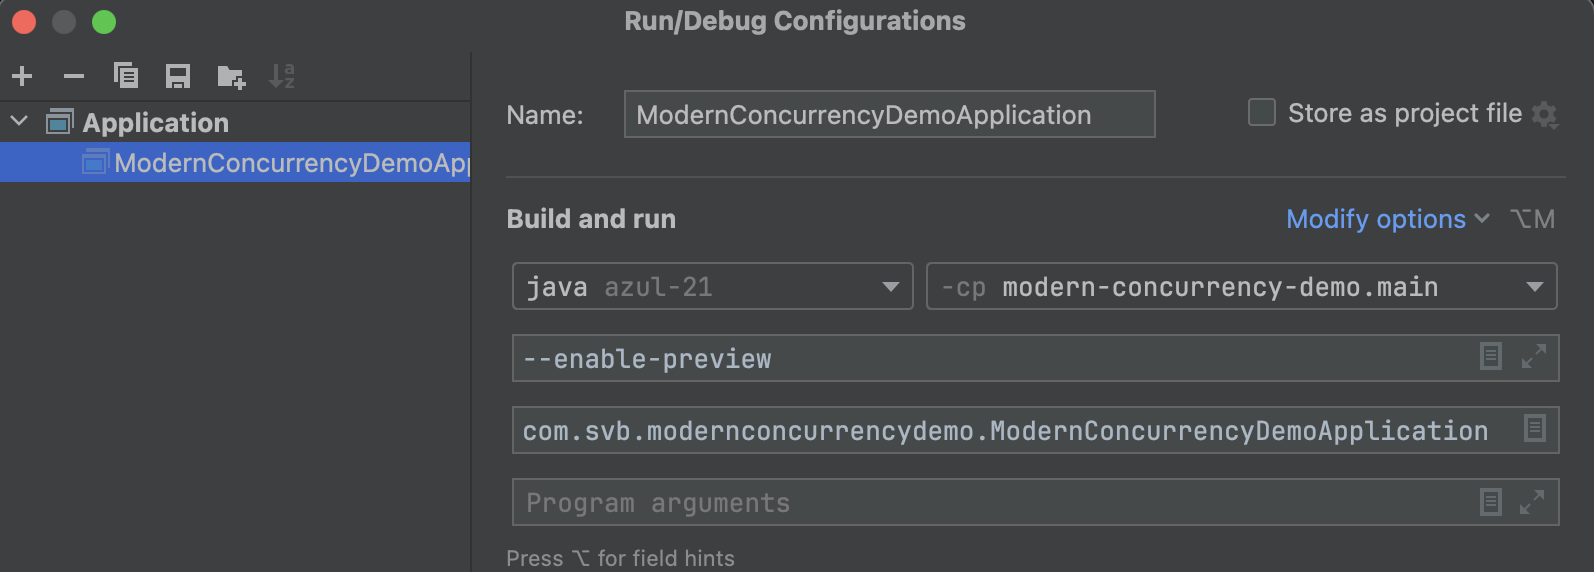 Run/Debug Configurations
Application
ModernConcurrencyDemoApp
Name: ModernConcurrencyDemoApplication Store as project file
Build and run Modify options ⌥M
java azul-21 -cp modern-concurrency-demo.main
--enable-preview
com.svb.modernconcurrencydemo.ModernConcurrencyDemoApplication
Program arguments
Press ⌥ for field hints